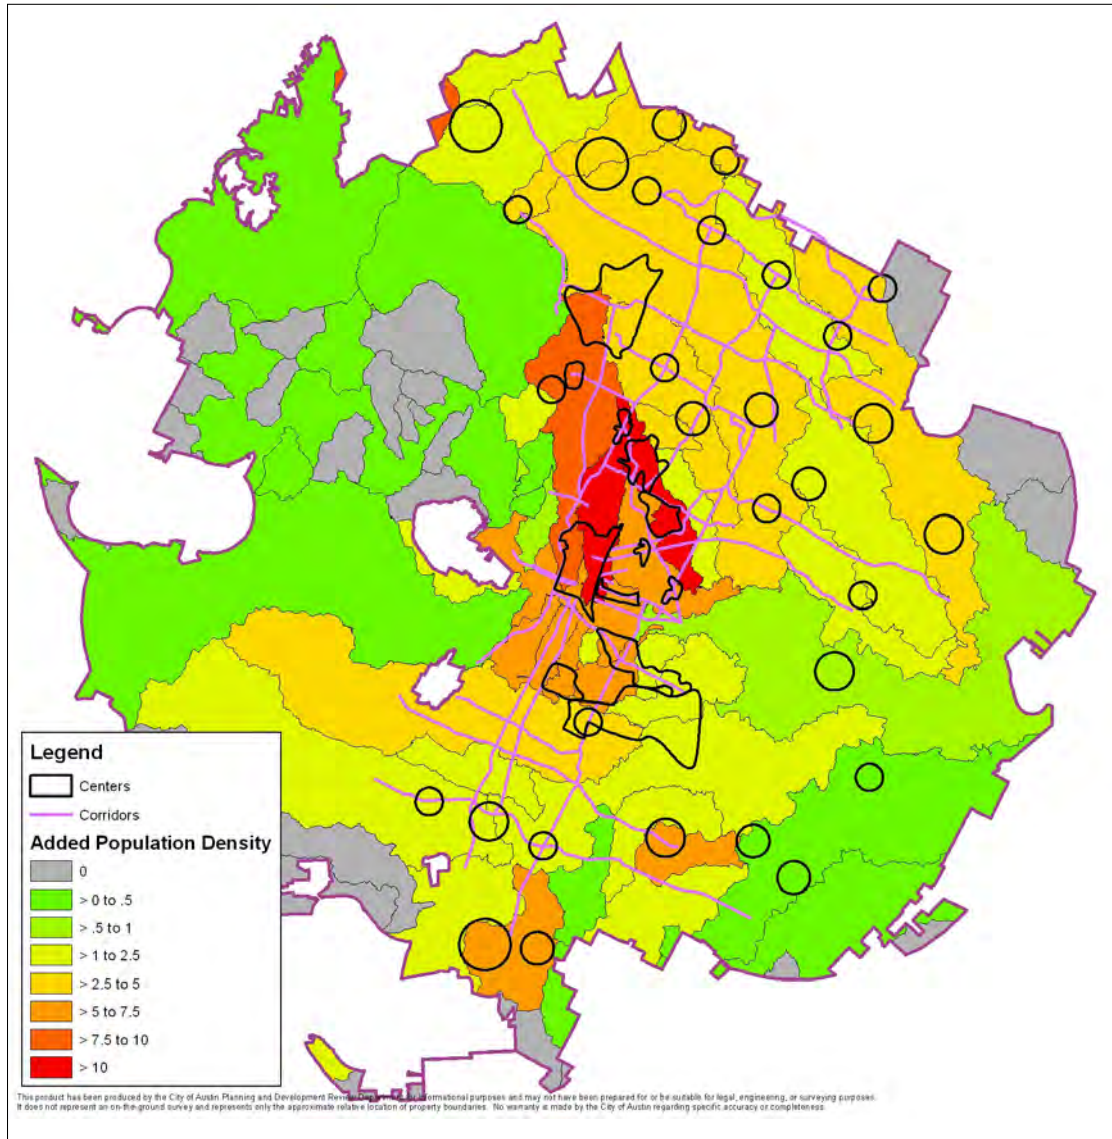 Legend
Centers
Corridors
Added Population Density
0
> 0 to .5
> .5 to 1
> 1 to 2.5
> 2.5 to 5
> 5 to 7.5
> 7.5 to 10
> 10
This product has been produced by the City of Austin Planning and Development Review for informational purposes and may not have been prepared for or be suitable for legal, engineering, or surveying purposes.
It does not represent an on-the-ground survey and represents only the approximate relative location of property boundaries. No warranty is made by the City of Austin regarding specific accuracy or completeness.